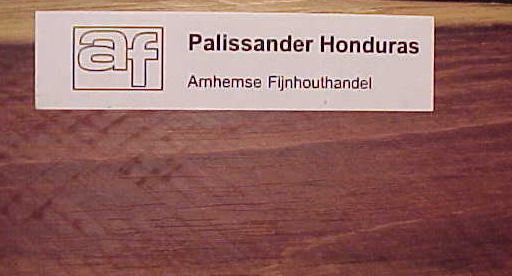 af
Palissander Honduras
Arnhemse Fijnhouthandel